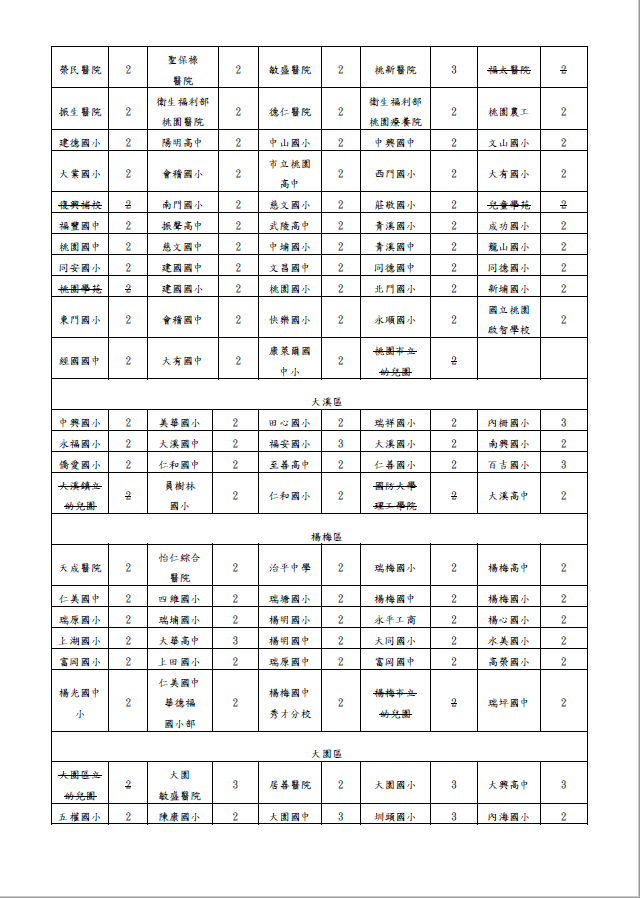 榮民醫院 2 聖保祿醫院 2 敏盛醫院 2 桃新醫院 3 福太醫院 2
振生醫院 2 衛生福利部桃園醫院 2 德仁醫院 2 衛生福利部桃園療養院 2 桃園農工 2
建德國小 2 陽明高中 2 中山國小 2 中興國中 2 文山國小 2
大業國小 2 會稽國小 2 市立桃園高中 2 西門國小 2 大有國小 2
復興補校 2 南門國小 2 慈文國小 2 莊敬國小 2 兒童學苑 2
福豐國中 2 振聲高中 2 武陵高中 2 青溪國小 2 成功國小 2
桃園國中 2 慈文國中 2 中埔國小 2 青溪國中 2 龍山國小 2
同安國小 2 建國國中 2 文昌國中 2 同德國中 2 同德國小 2
桃園學苑 2 建國國小 2 桃園國小 2 北門國小 2 新埔國小 2
東門國小 2 會稽國中 2 快樂國小 2 永順國小 2 國立桃園啟智學校 2
經國國中 2 大有國中 2 康萊爾國中小 2 桃園市立幼兒園 2
大溪區
中興國小 2 美華國小 2 田心國小 2 瑞祥國小 2 內柵國小 3
永福國小 2 大溪國中 2 福安國小 3 大溪國小 2 南興國小 2
僑愛國小 2 仁和國中 2 至善高中 2 仁善國小 2 百吉國小 3
大溪鎮立幼兒園 2 員樹林國小 2 仁和國小 2 國防大學理工學院 2 大溪高中 2
楊梅區
天成醫院 2 怡仁綜合醫院 2 治平中學 2 瑞梅國小 2 楊梅高中 2
仁美國中 2 四維國小 2 瑞塘國小 2 楊梅國中 2 楊梅國小 2
瑞原國小 2 瑞埔國小 2 楊明國小 2 永平工商 2 楊心國小 2
上湖國小 2 大華高中 3 楊明國中 2 大同國小 2 水美國小 2
富岡國小 2 上田國小 2 瑞原國中 2 富岡國中 2 高榮國小 2
楊光國中小 2 仁美國中華德福國小部 2 楊梅國中秀才分校 2 楊梅市立幼兒園 2 瑞坪國中 2
大園區
大園區立幼兒園 2 大園敏盛醫院 3 居善醫院 2 大園國小 3 大興高中 3
五權國小 2 陳康國小 2 大園國中 3 圳頭國小 3 內海國小 2